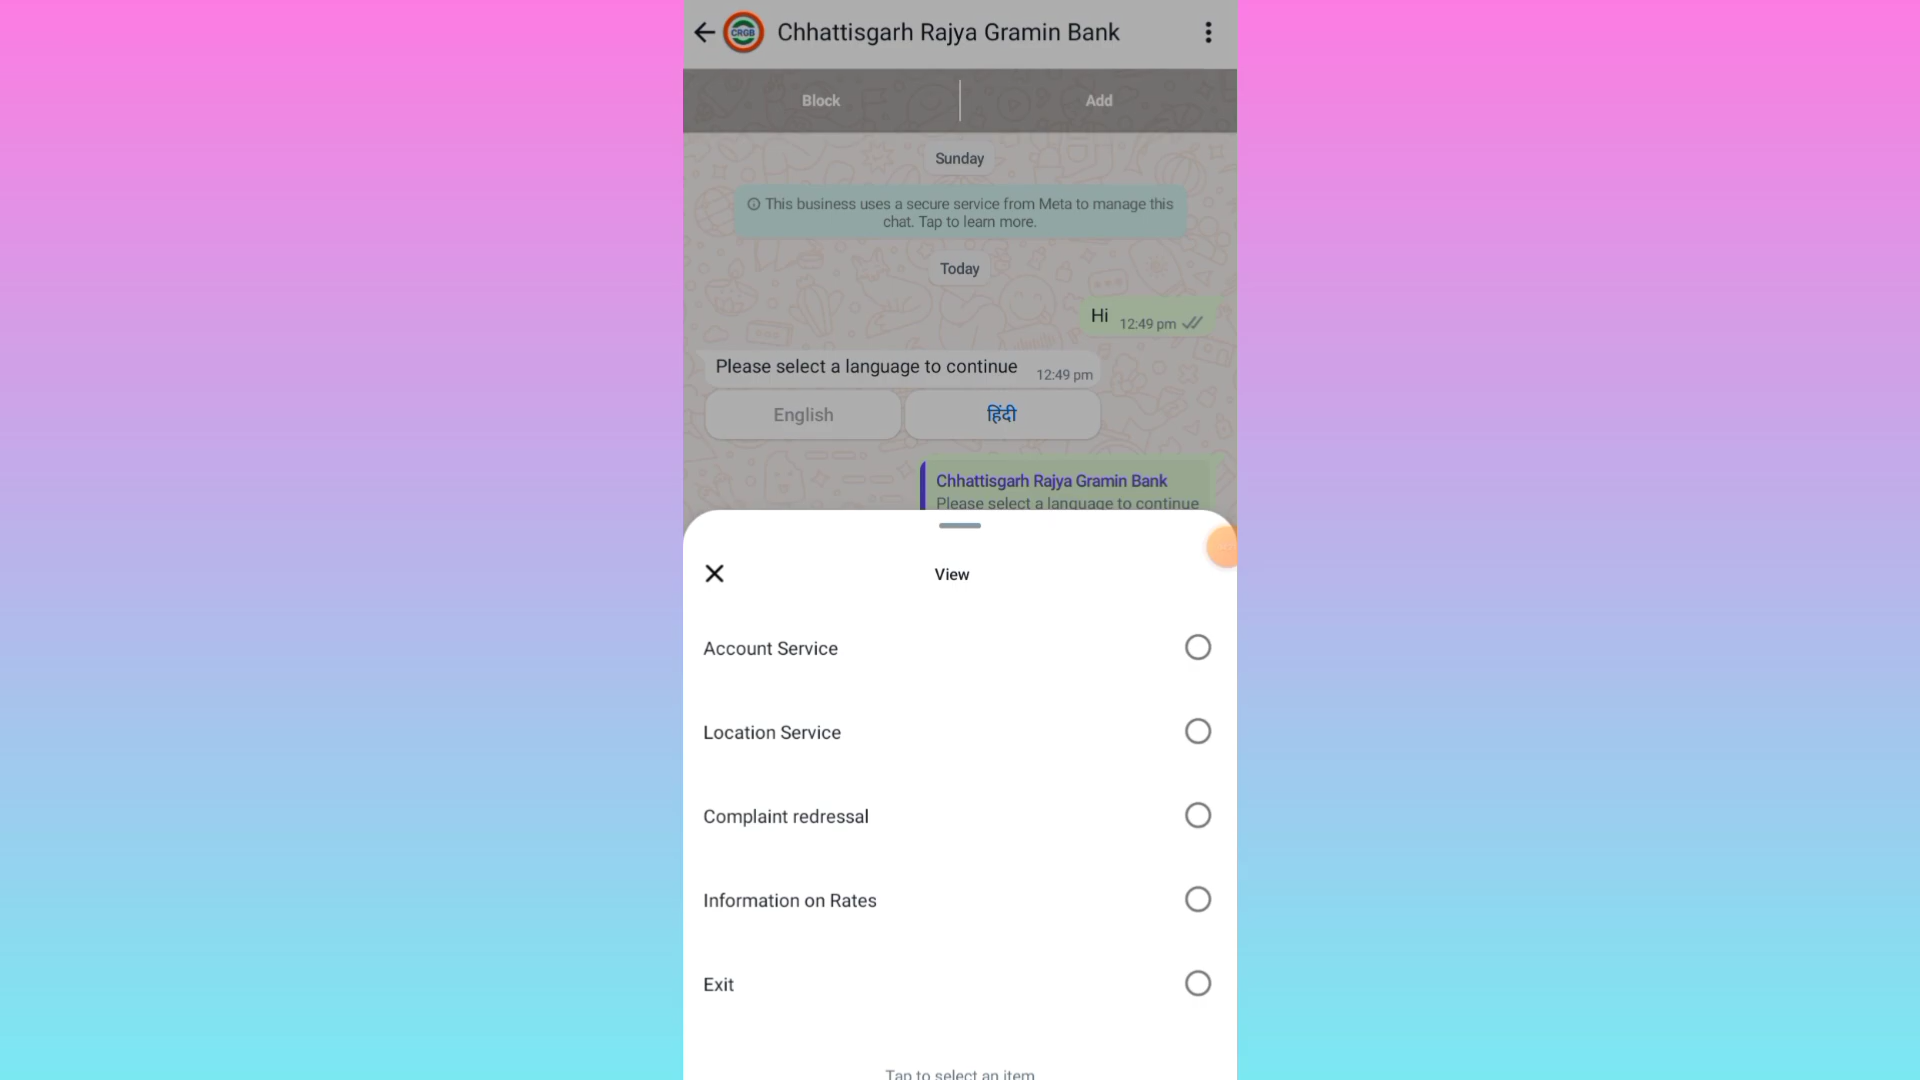 CRGB Chhattisgarh Rajya Gramin Bank
Block Add
Sunday
This business uses a secure service from Meta to manage this
chat. Tap to learn more.
Today
Hi 12:49 pm
Please select a language to continue 12:49 pm
English हिंदी
Chhattisgarh Rajya Gramin Bank
Please select a language to continue
View
Account Service
Location Service
Complaint redressal
Information on Rates
Exit
Tap to select an item